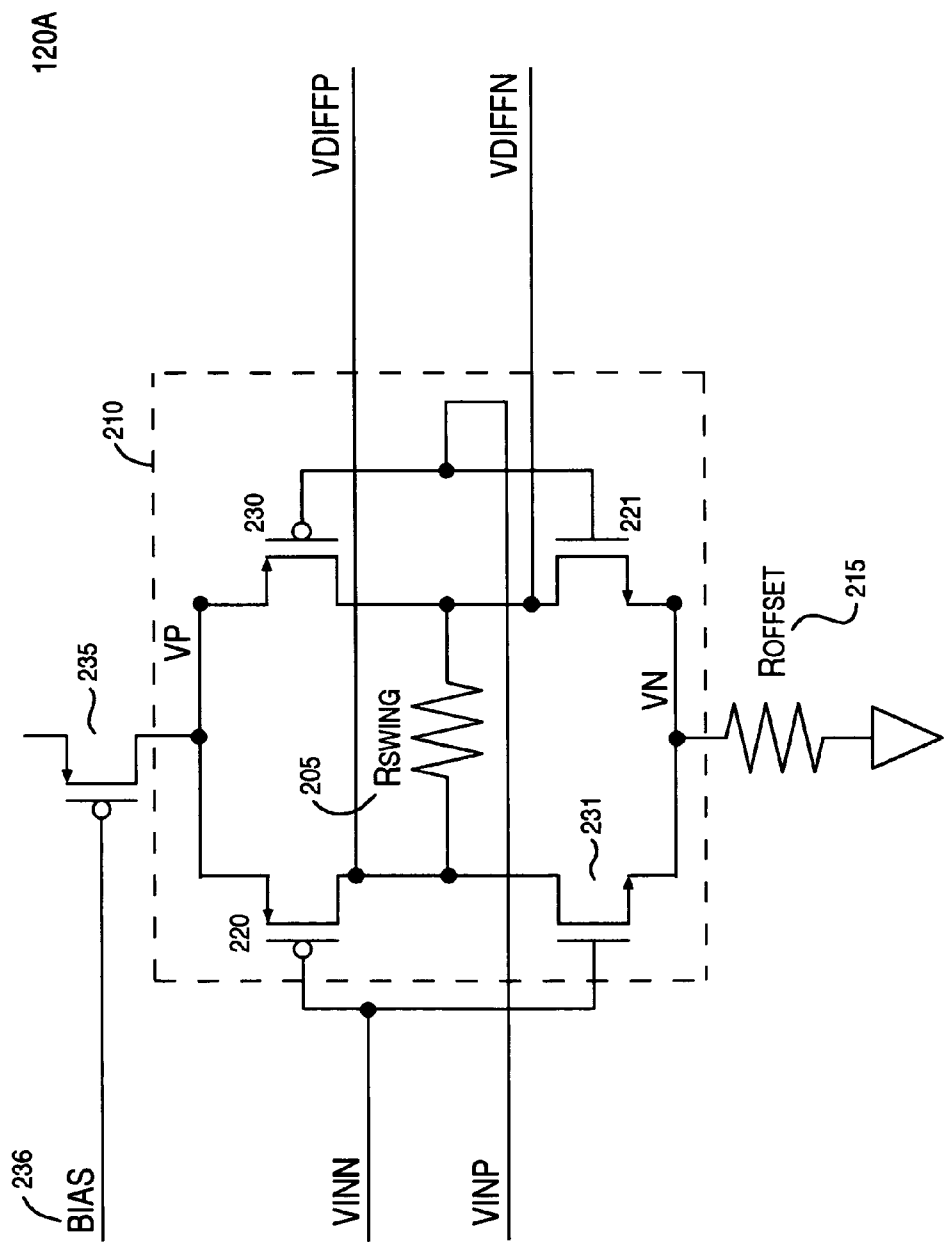 120A
236
BIAS
235
210
VP
220
230
VDIFFP
205
RSWING
VDIFFN
VINN
VINP
231
221
VN
ROFFSET
215